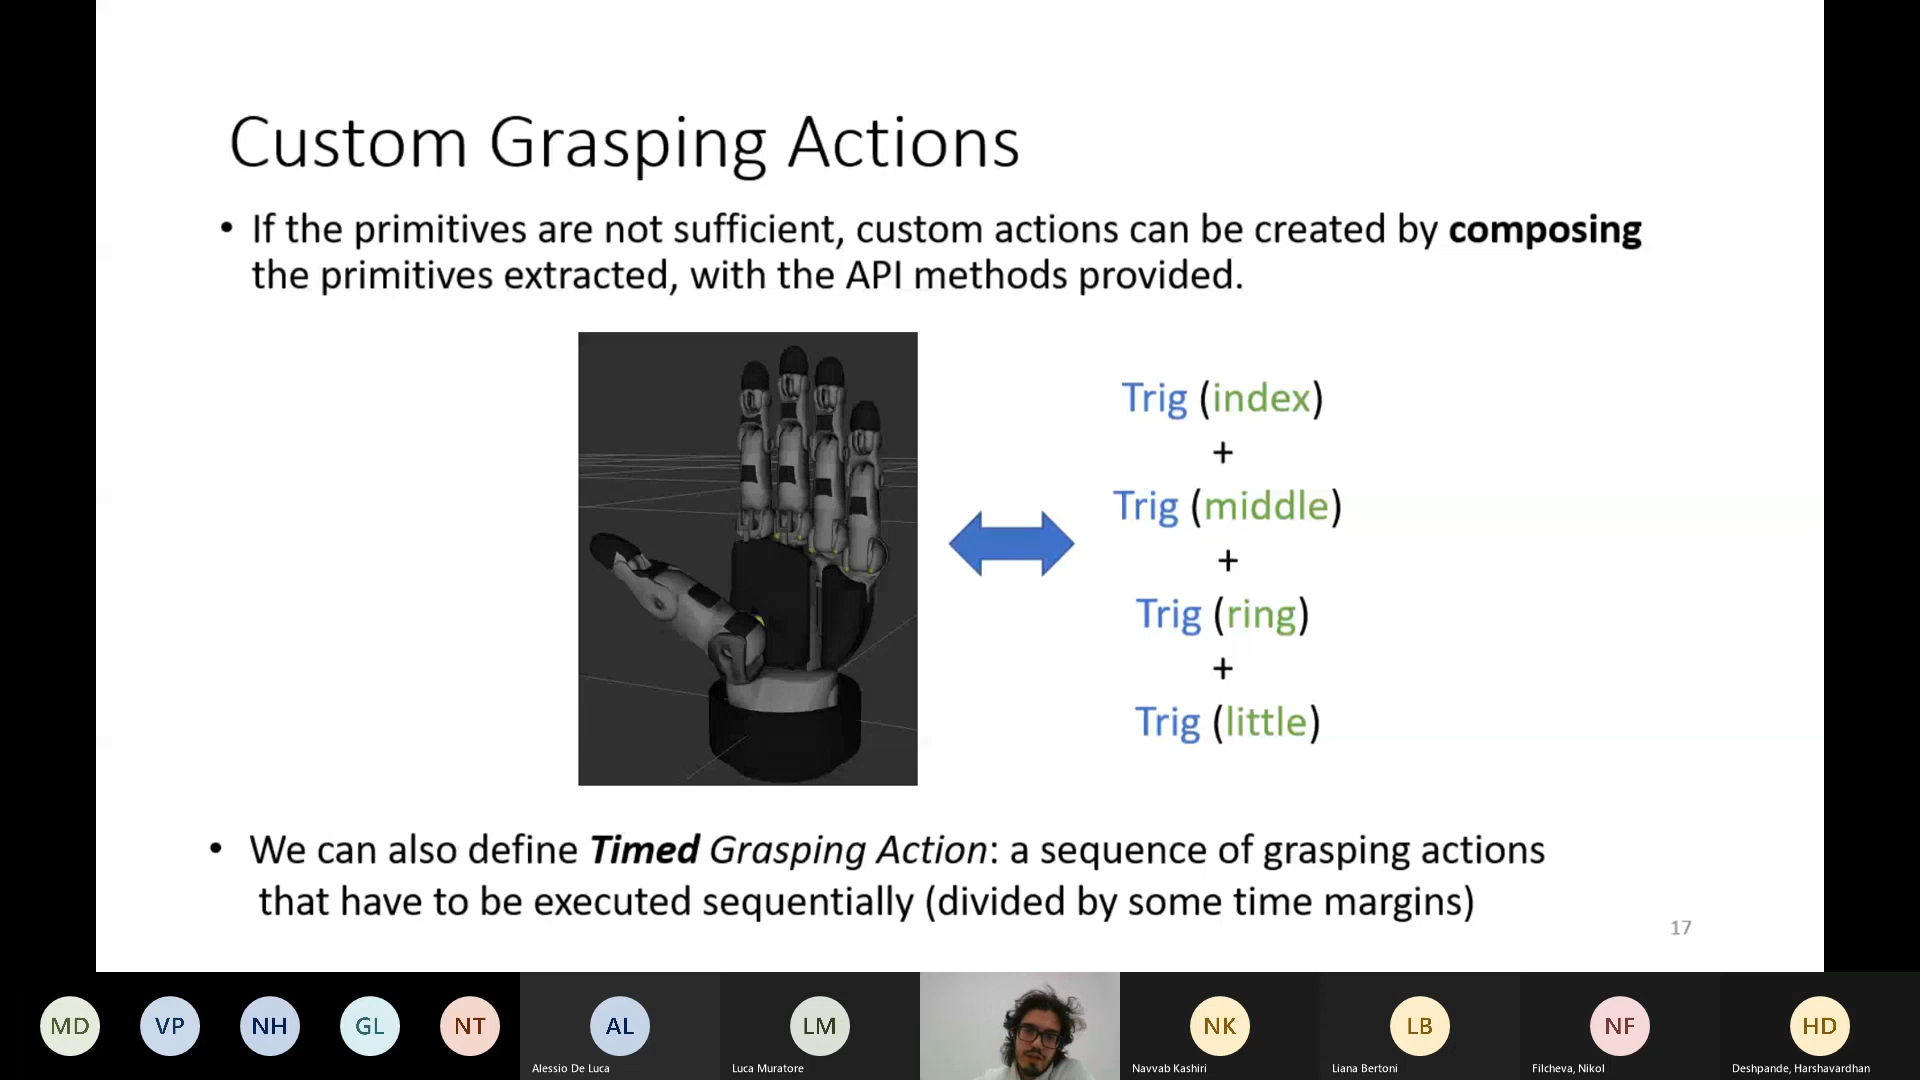 Custom Grasping Actions
• If the primitives are not sufficient, custom actions can be created by composing
the primitives extracted, with the API methods provided.
Trig (index)
+
Trig (middle)
+
Trig (ring)
+
Trig (little)
• We can also define Timed Grasping Action: a sequence of grasping actions
that have to be executed sequentially (divided by some time margins)
17
MD VP NH GL NT AL LM NK LB NF HD
Alessio De Luca Luca Muratore Navvab Kashiri Liana Bertoni Filcheva, Nikol Deshpande, Harshavardhan